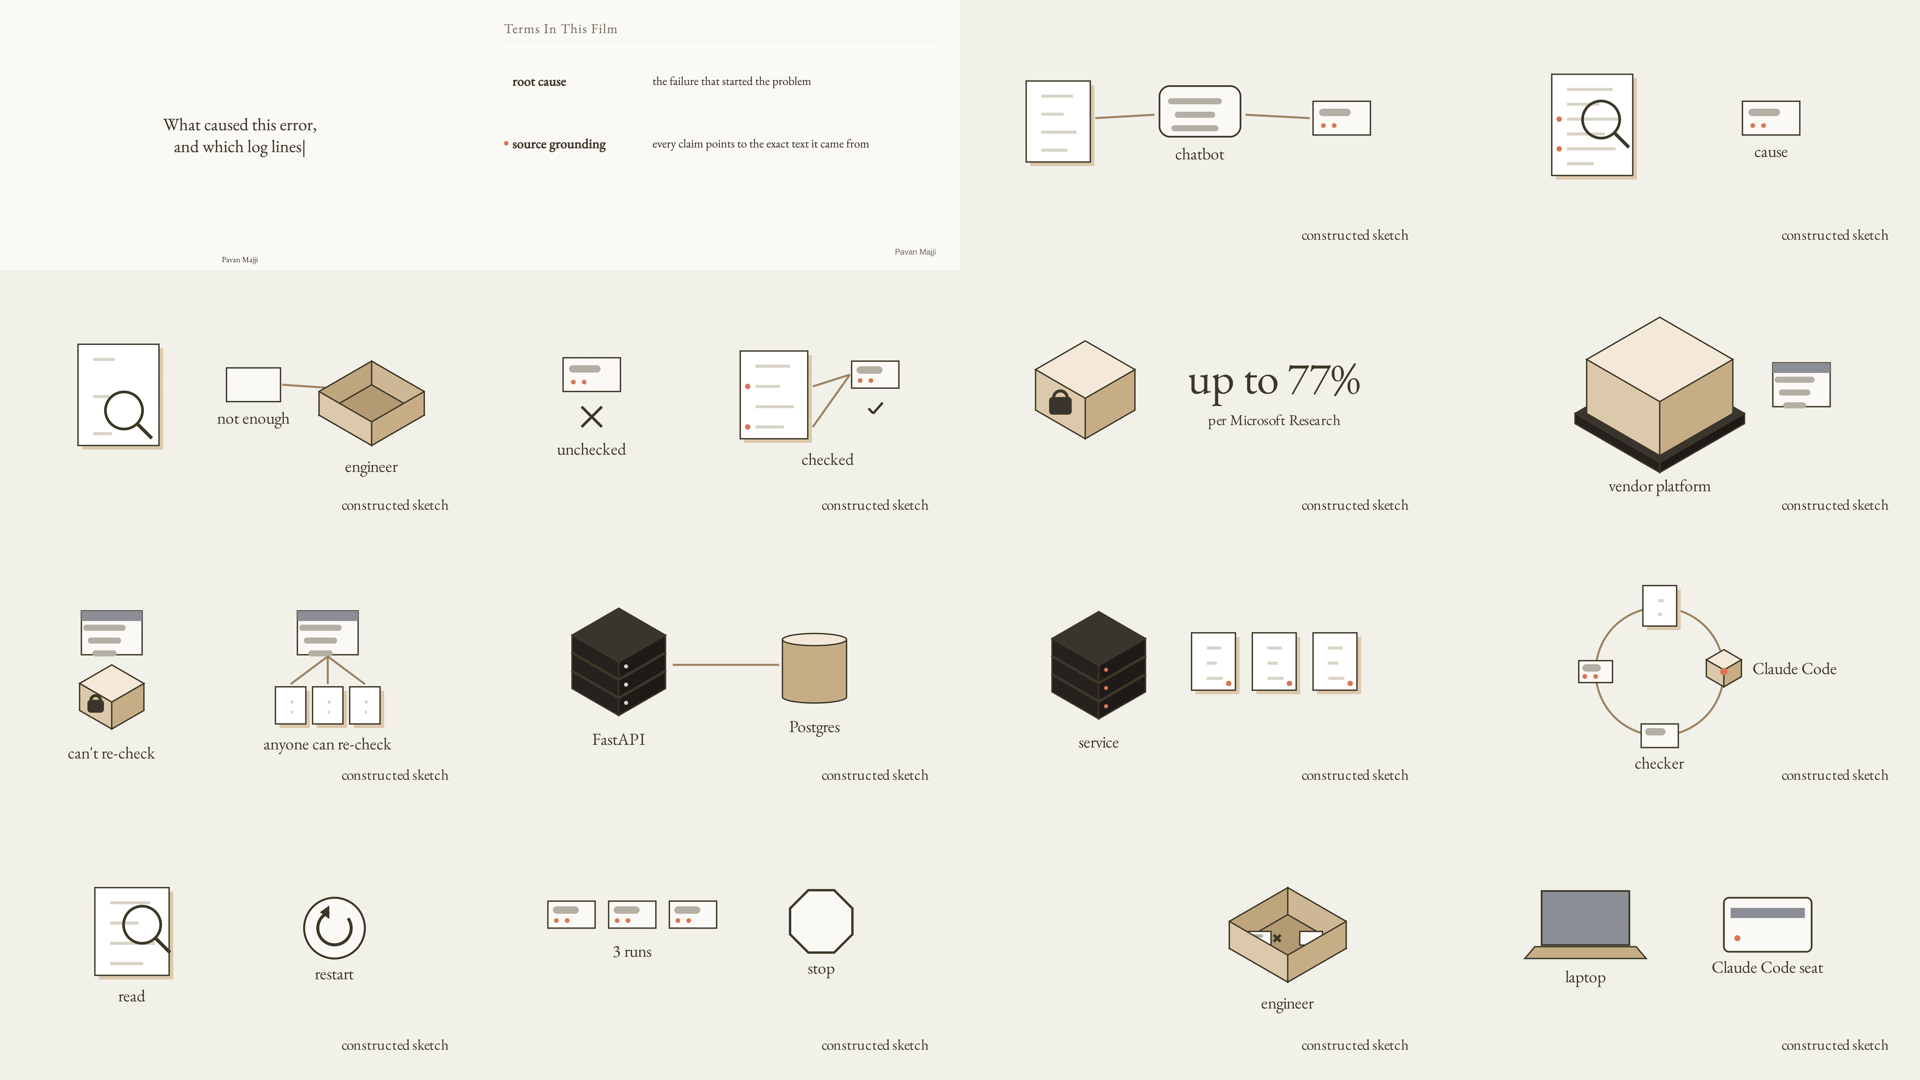 What caused this error,
and which log lines|
Pavan Majji
Terms In This Film
root cause
the failure that started the problem
source grounding
every claim points to the exact text it came from
Pavan Majji
chatbot
constructed sketch
cause
constructed sketch
not enough
engineer
constructed sketch
unchecked
checked
constructed sketch
up to 77%
per Microsoft Research
constructed sketch
vendor platform
constructed sketch
can't re-check
anyone can re-check
constructed sketch
FastAPI
Postgres
constructed sketch
service
constructed sketch
Claude Code
checker
constructed sketch
read
restart
constructed sketch
3 runs
stop
constructed sketch
engineer
constructed sketch
laptop
Claude Code seat
constructed sketch